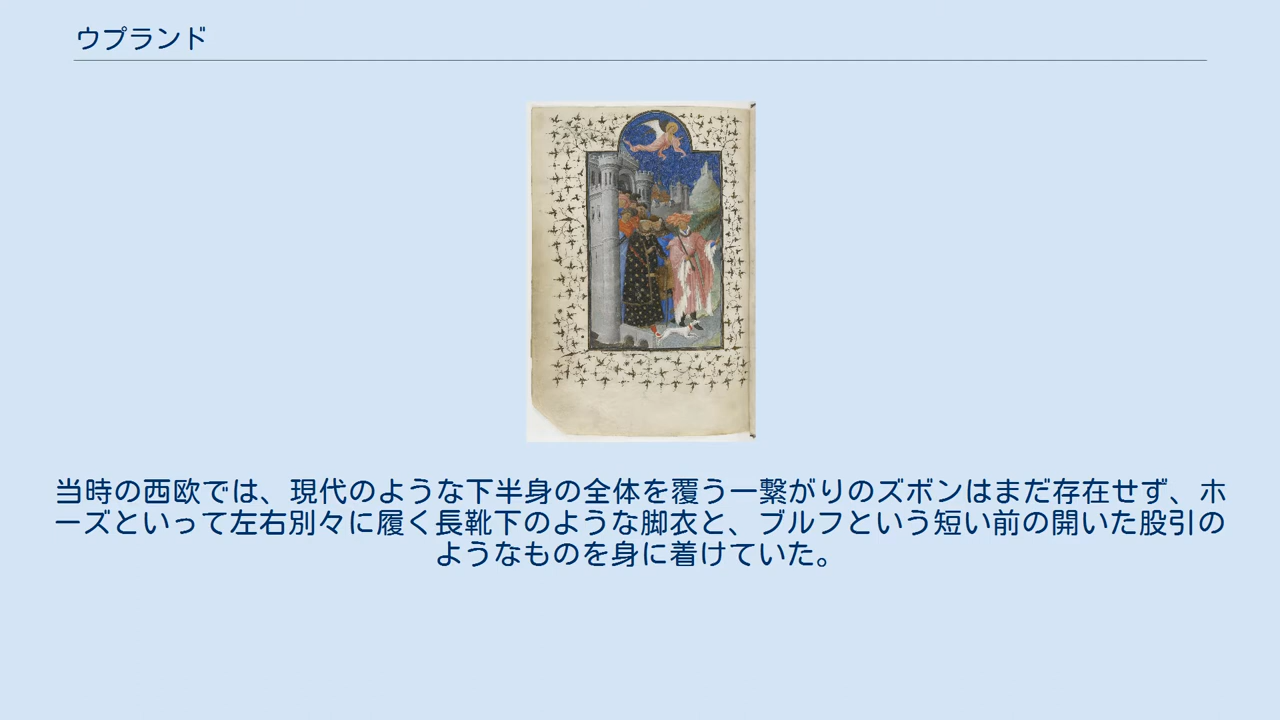 ウプランド
当時の西欧では、現代のような下半身の全体を覆う一繋がりのズボンはまだ存在せず、ホ
ーズといって左右別々に履く長靴下のような脚衣と、ブルフという短い前の開いた股引の
ようなものを身に着けていた。